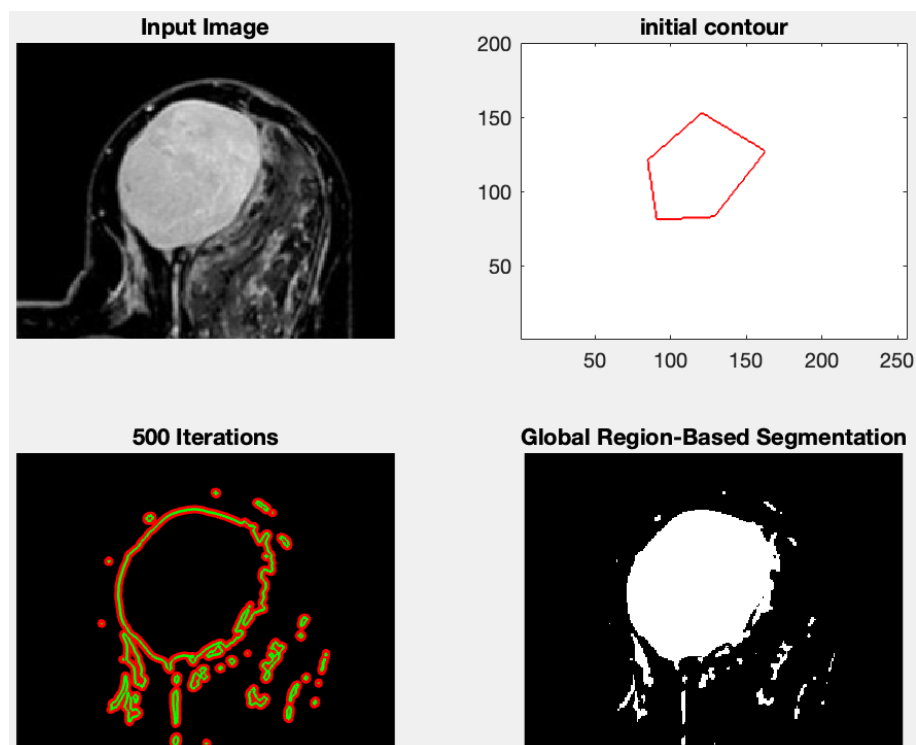 Input Image
initial contour
200
150
100
50
50 100 150 200 250
500 Iterations
Global Region-Based Segmentation